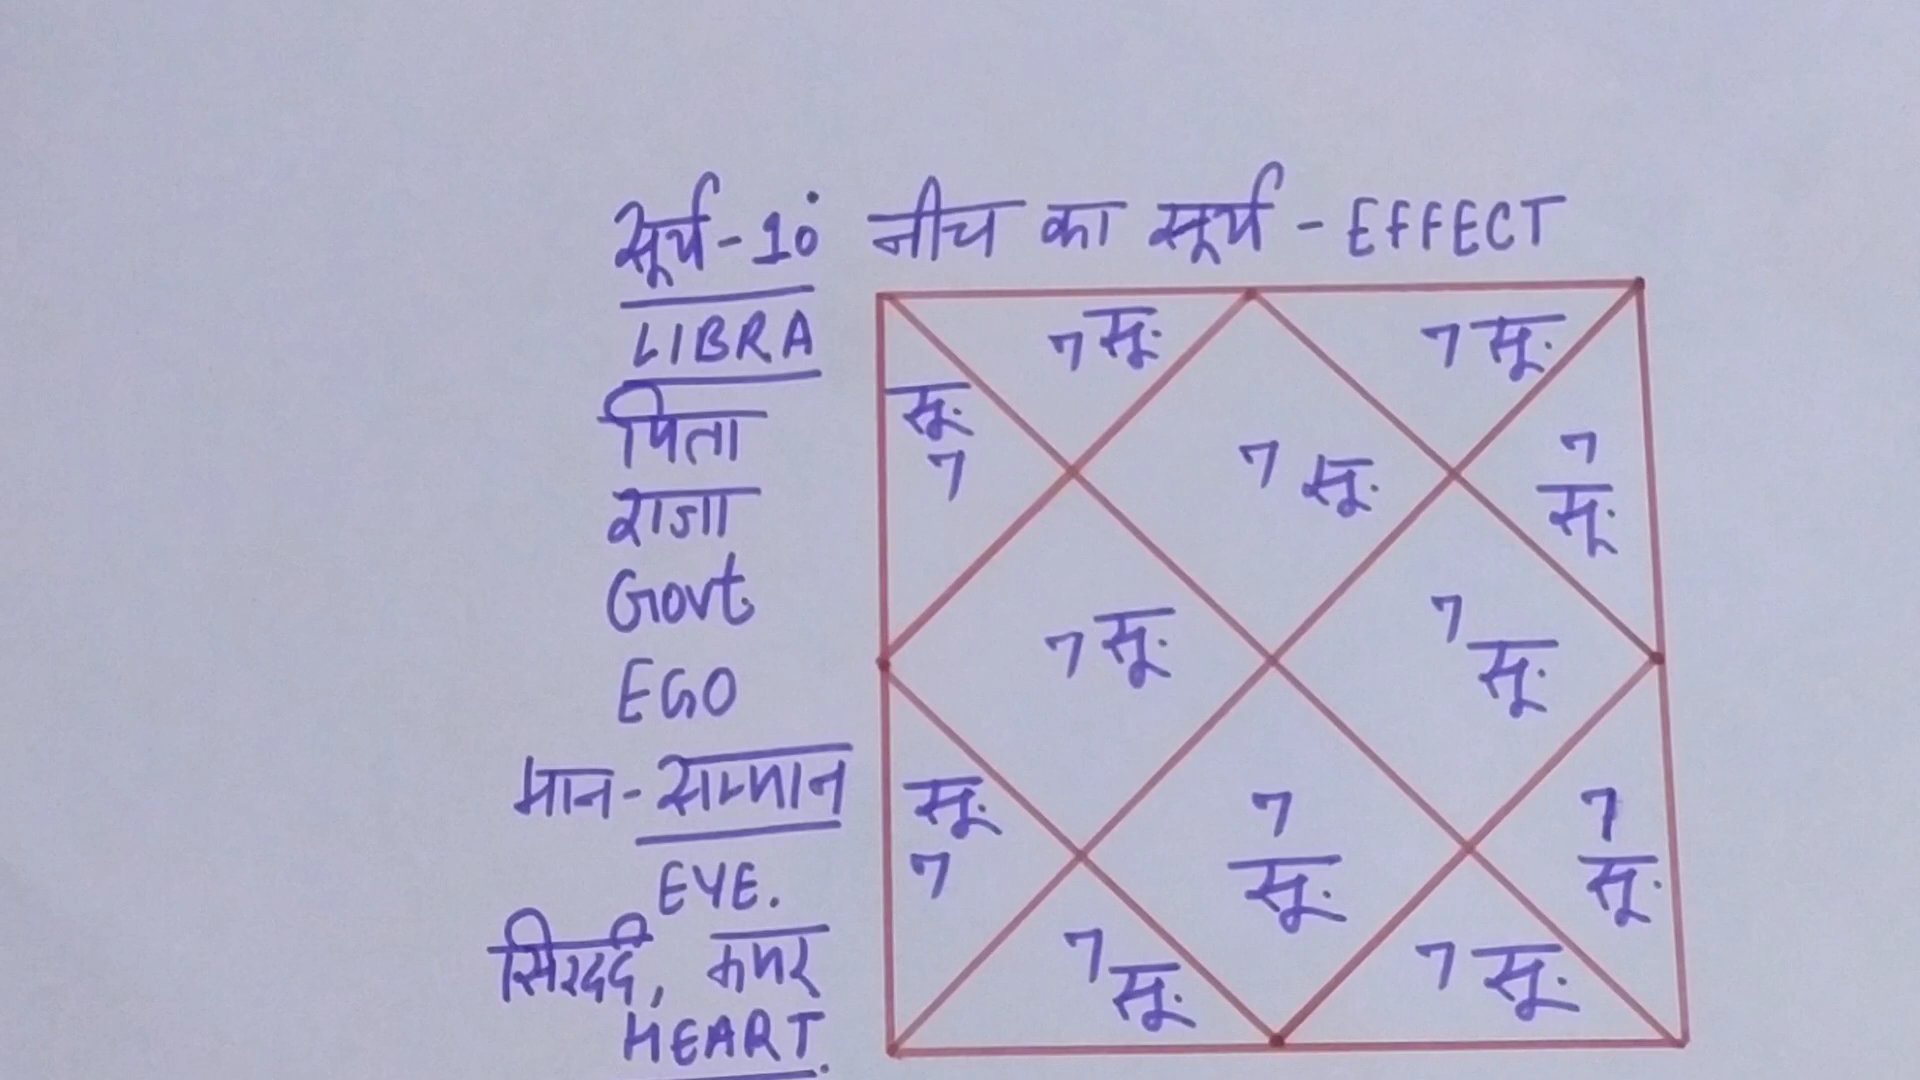 सूर्य-10° नीच का सूर्य - EFFECT
LIBRA
पिता
राजा
Govt.
EGO
मान-सम्मान
EYE.
सिरदर्द, कमर
HEART.
7 सू.
7 सू.
सू.
7
7 सू.
7
सू.
7 सू.
7
सू.
सू.
7
7
सू.
7
सू.
7
सू.
7 सू.